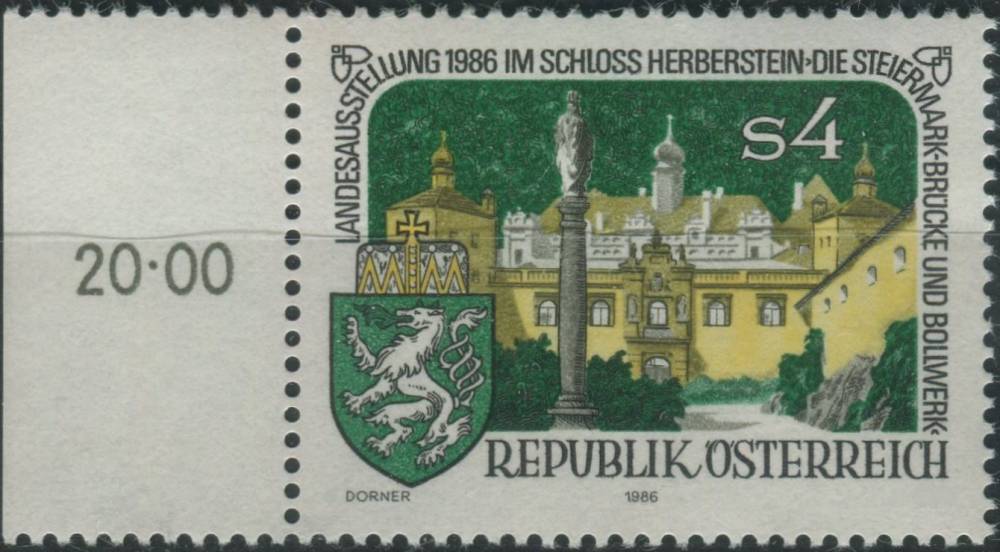 LANDESAUSSTELLUNG 1986 IM SCHLOSS HERBERSTEIN›DIE STEIERMARK-BRÜCKE UND BOLLWERK‹
S4
20·00
REPUBLIK ÖSTERREICH
DORNER 1986